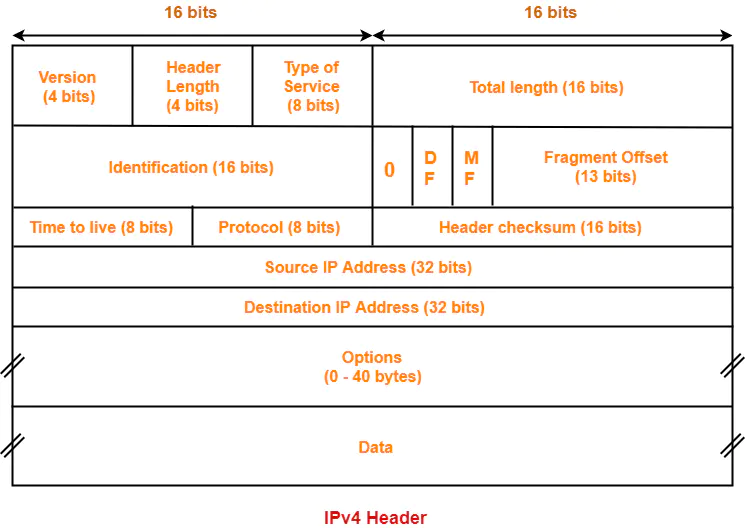 16 bits
16 bits
Version
(4 bits)
Header
Length
(4 bits)
Type of
Service
(8 bits)
Total length (16 bits)
Identification (16 bits)
0
D
F
M
F
Fragment Offset
(13 bits)
Time to live (8 bits)
Protocol (8 bits)
Header checksum (16 bits)
Source IP Address (32 bits)
Destination IP Address (32 bits)
Options
(0 - 40 bytes)
Data
IPv4 Header